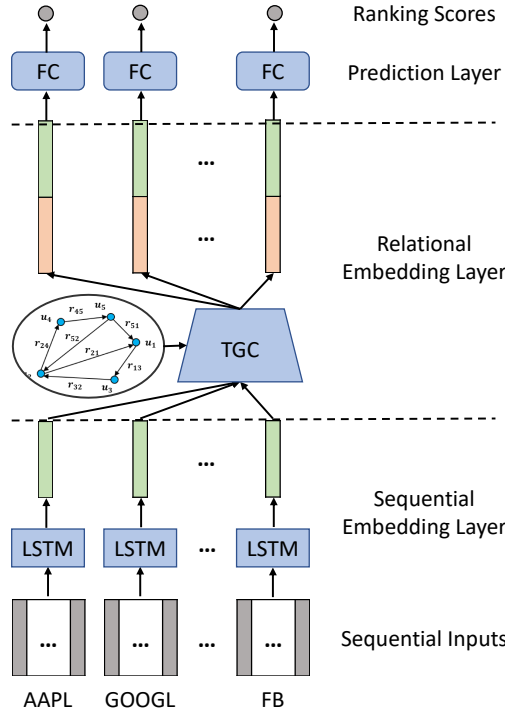 Ranking Scores
FC FC FC
Prediction Layer
...
...
Relational
Embedding Layer
r₄₅ u₅
u₄ r₅₂ r₅₁
r₂₄ r₂₁ u₁
r₁₃
r₃₂ u₃
TGC
...
Sequential
Embedding Layer
LSTM LSTM ... LSTM
... ... ... ...
Sequential Inputs
AAPL GOOGL FB